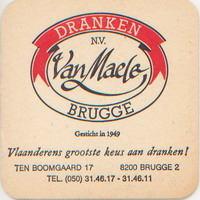 DRANKEN
N.V.
Van Maele
BRUGGE
Gesticht in 1949
Vlaanderens grootste keus aan dranken!
TEN BOOMGAARD 17 8200 BRUGGE 2
TEL. (050) 31.46.17 - 31.46.11